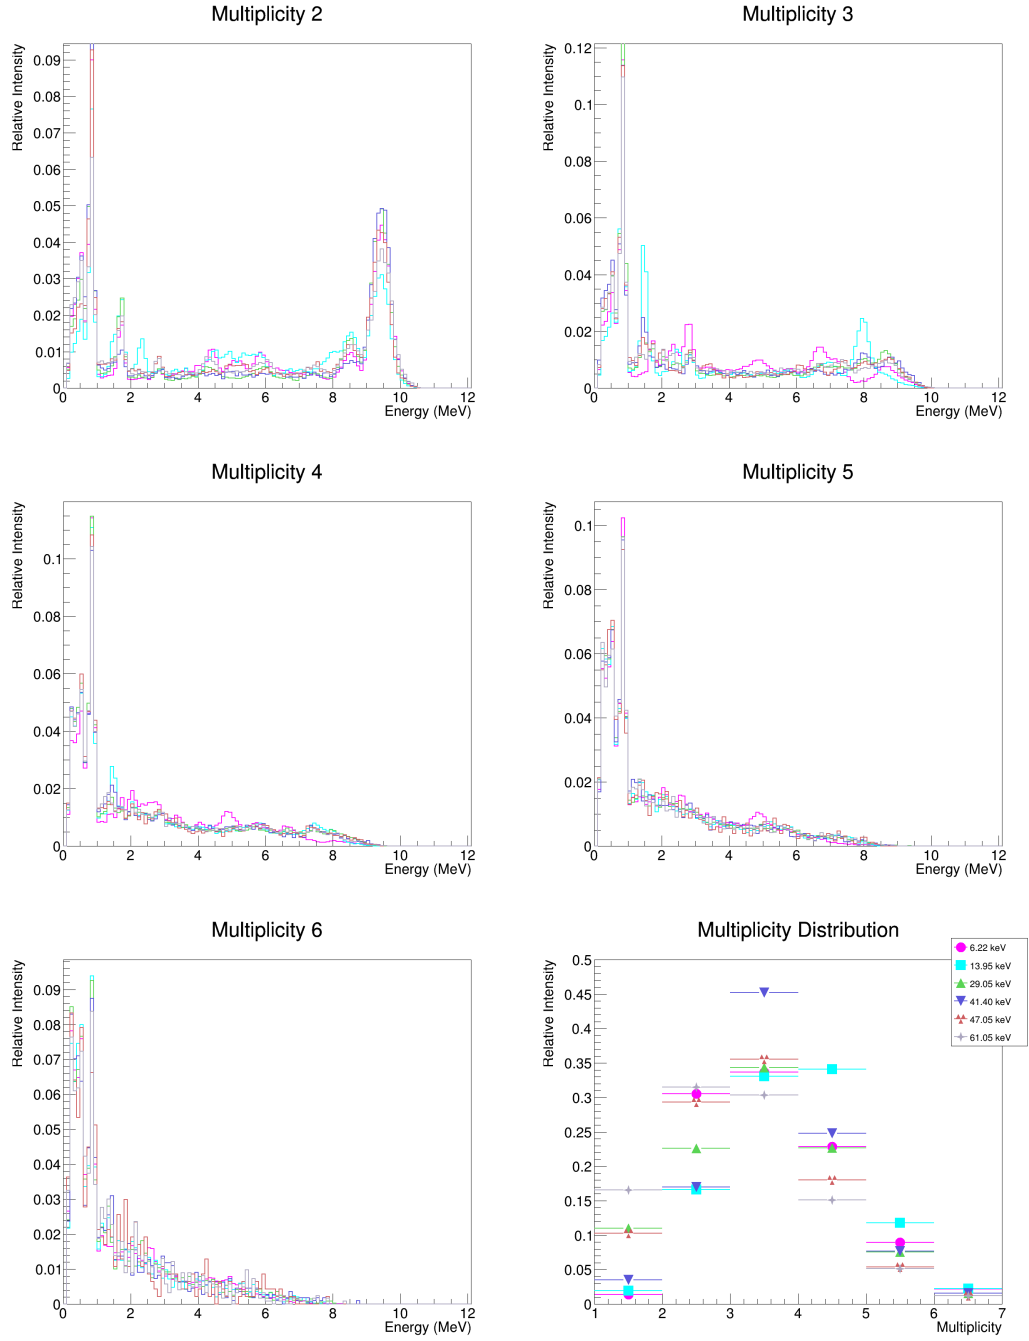 Multiplicity 2
Relative Intensity
0.09
0.08
0.07
0.06
0.05
0.04
0.03
0.02
0.01
0
0 2 4 6 8 10 12
Energy (MeV)
Multiplicity 3
Relative Intensity
0.12
0.1
0.08
0.06
0.04
0.02
0
0 2 4 6 8 10 12
Energy (MeV)
Multiplicity 4
Relative Intensity
0.1
0.08
0.06
0.04
0.02
0
0 2 4 6 8 10 12
Energy (MeV)
Multiplicity 5
Relative Intensity
0.1
0.08
0.06
0.04
0.02
0
0 2 4 6 8 10 12
Energy (MeV)
Multiplicity 6
Relative Intensity
0.09
0.08
0.07
0.06
0.05
0.04
0.03
0.02
0.01
0
0 2 4 6 8 10 12
Energy (MeV)
Multiplicity Distribution
Relative Intensity
0.5
0.45
0.4
0.35
0.3
0.25
0.2
0.15
0.1
0.05
0
1 2 3 4 5 6 7
Multiplicity
6.22 keV
13.95 keV
29.05 keV
41.40 keV
47.05 keV
61.05 keV